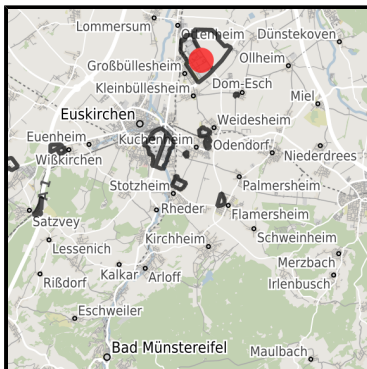 Lommersum
Ottenheim
Dünstekoven
Großbüllesheim
Ollheim
Kleinbüllesheim
Dom-Esch
Miel
Euskirchen
Weidesheim
Euenheim
Kuchenheim
Odendorf
Wißkirchen
Niederdrees
Stotzheim
Palmersheim
Rheder
Flamersheim
Satzvey
Kirchheim
Schweinheim
Lessenich
Merzbach
Kalkar
Arloff
Rißdorf
Irlenbusch
Eschweiler
Bad Münstereifel
Maulbach